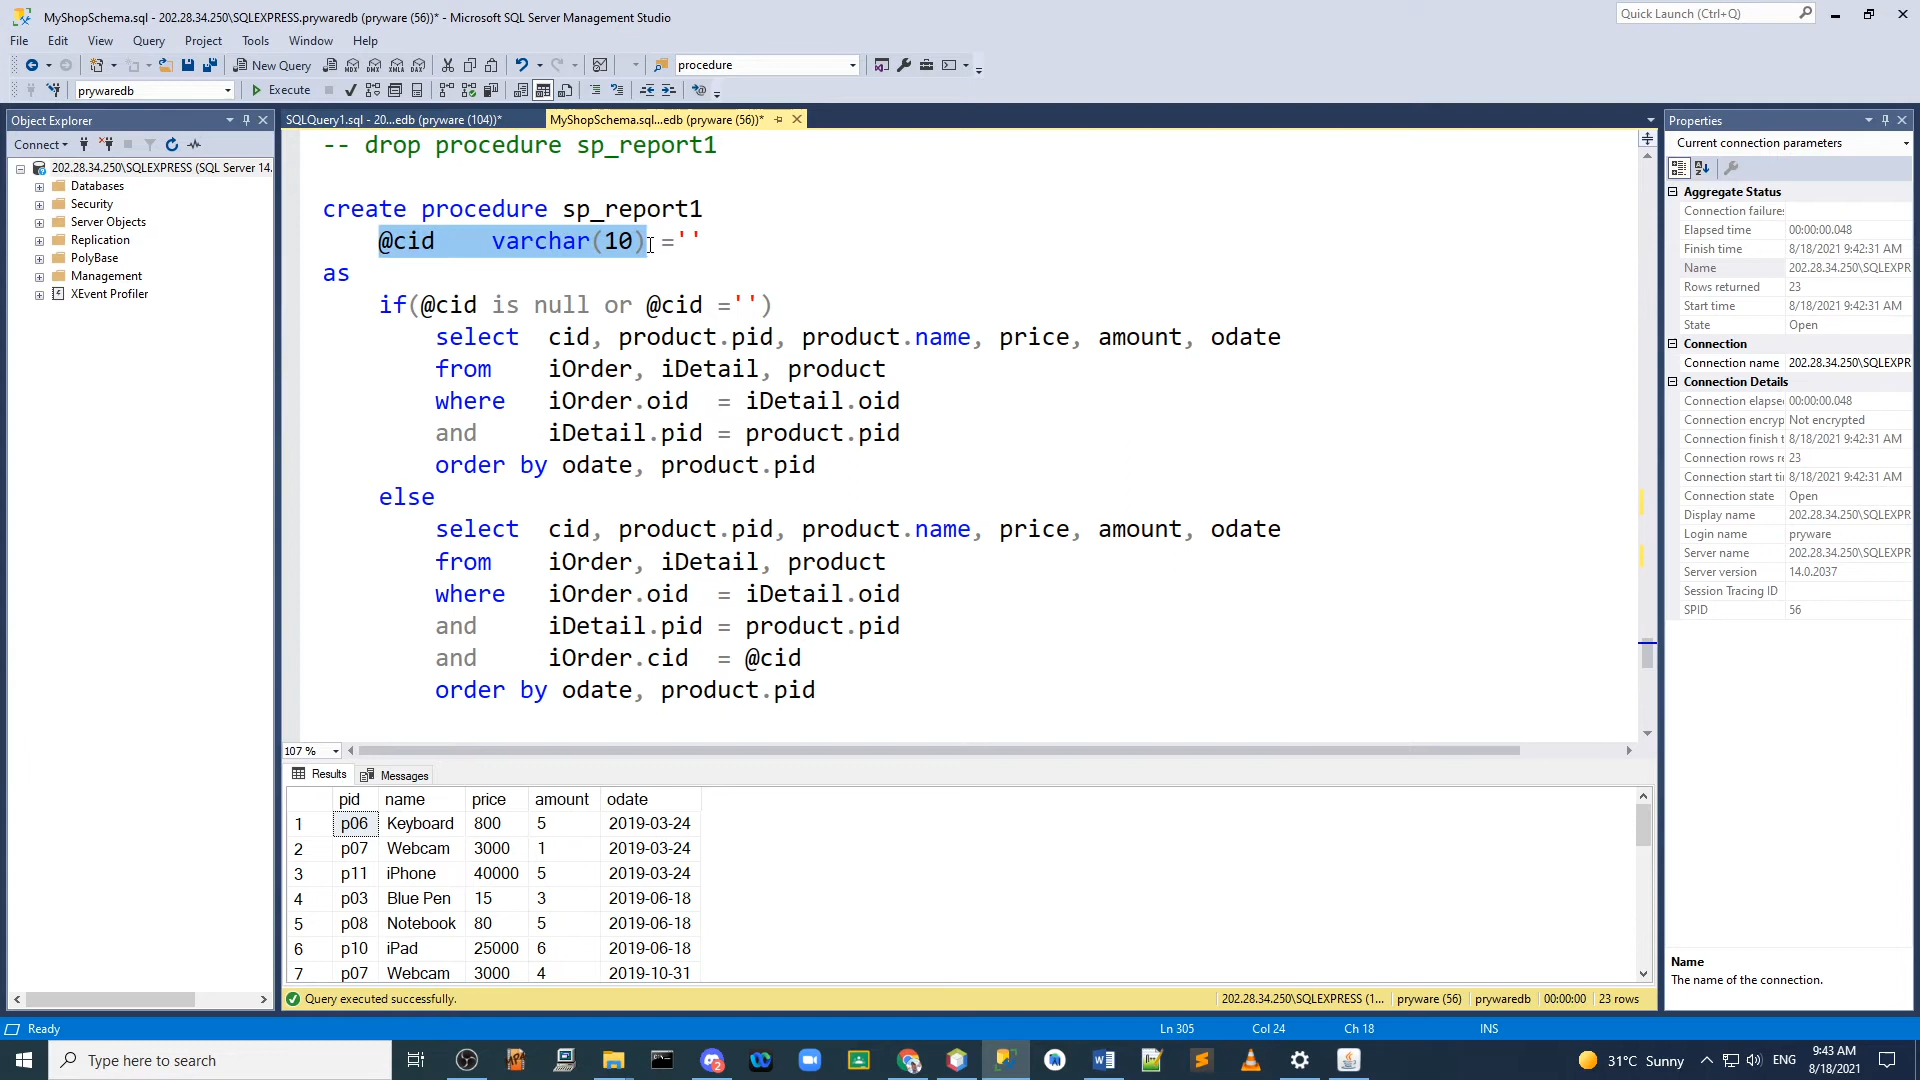 MyShopSchema.sql - 202.28.34.250\SQLEXPRESS.prywaredb (pryware (56))* - Microsoft SQL Server Management Studio
Quick Launch (Ctrl+Q)
File Edit View Query Project Tools Window Help
New Query
procedure
prywaredb
Execute
Object Explorer
SQLQuery1.sql - 20...edb (pryware (104))*
MyShopSchema.sql...edb (pryware (56))*
Properties
Connect
Current connection parameters
202.28.34.250\SQLEXPRESS (SQL Server 14.
Databases
Security
Server Objects
Replication
PolyBase
Management
XEvent Profiler
-- drop procedure sp_report1
create procedure sp_report1
@cid varchar(10) =''
as
if(@cid is null or @cid ='')
select cid, product.pid, product.name, price, amount, odate
from iOrder, iDetail, product
where iOrder.oid = iDetail.oid
and iDetail.pid = product.pid
order by odate, product.pid
else
select cid, product.pid, product.name, price, amount, odate
from iOrder, iDetail, product
where iOrder.oid = iDetail.oid
and iDetail.pid = product.pid
and iOrder.cid = @cid
order by odate, product.pid
107 %
Results Messages
pid name price amount odate
1 p06 Keyboard 800 5 2019-03-24
2 p07 Webcam 3000 1 2019-03-24
3 p11 iPhone 40000 5 2019-03-24
4 p03 Blue Pen 15 3 2019-06-18
5 p08 Notebook 80 5 2019-06-18
6 p10 iPad 25000 6 2019-06-18
7 p07 Webcam 3000 4 2019-10-31
Query executed successfully.
202.28.34.250\SQLEXPRESS (1... pryware (56) prywaredb 00:00:00 23 rows
Aggregate Status
Connection failures
Elapsed time 00:00:00.048
Finish time 8/18/2021 9:42:31 AM
Name 202.28.34.250\SQLEXPR
Rows returned 23
Start time 8/18/2021 9:42:31 AM
State Open
Connection
Connection name 202.28.34.250\SQLEXPR
Connection Details
Connection elapse 00:00:00.048
Connection encryp Not encrypted
Connection finish t 8/18/2021 9:42:31 AM
Connection rows re 23
Connection start ti 8/18/2021 9:42:31 AM
Connection state Open
Display name 202.28.34.250\SQLEXPR
Login name pryware
Server name 202.28.34.250\SQLEXPR
Server version 14.0.2037
Session Tracing ID
SPID 56
Name
The name of the connection.
Ready
Ln 305 Col 24 Ch 18 INS
Type here to search
31°C Sunny
ENG
9:43 AM
8/18/2021